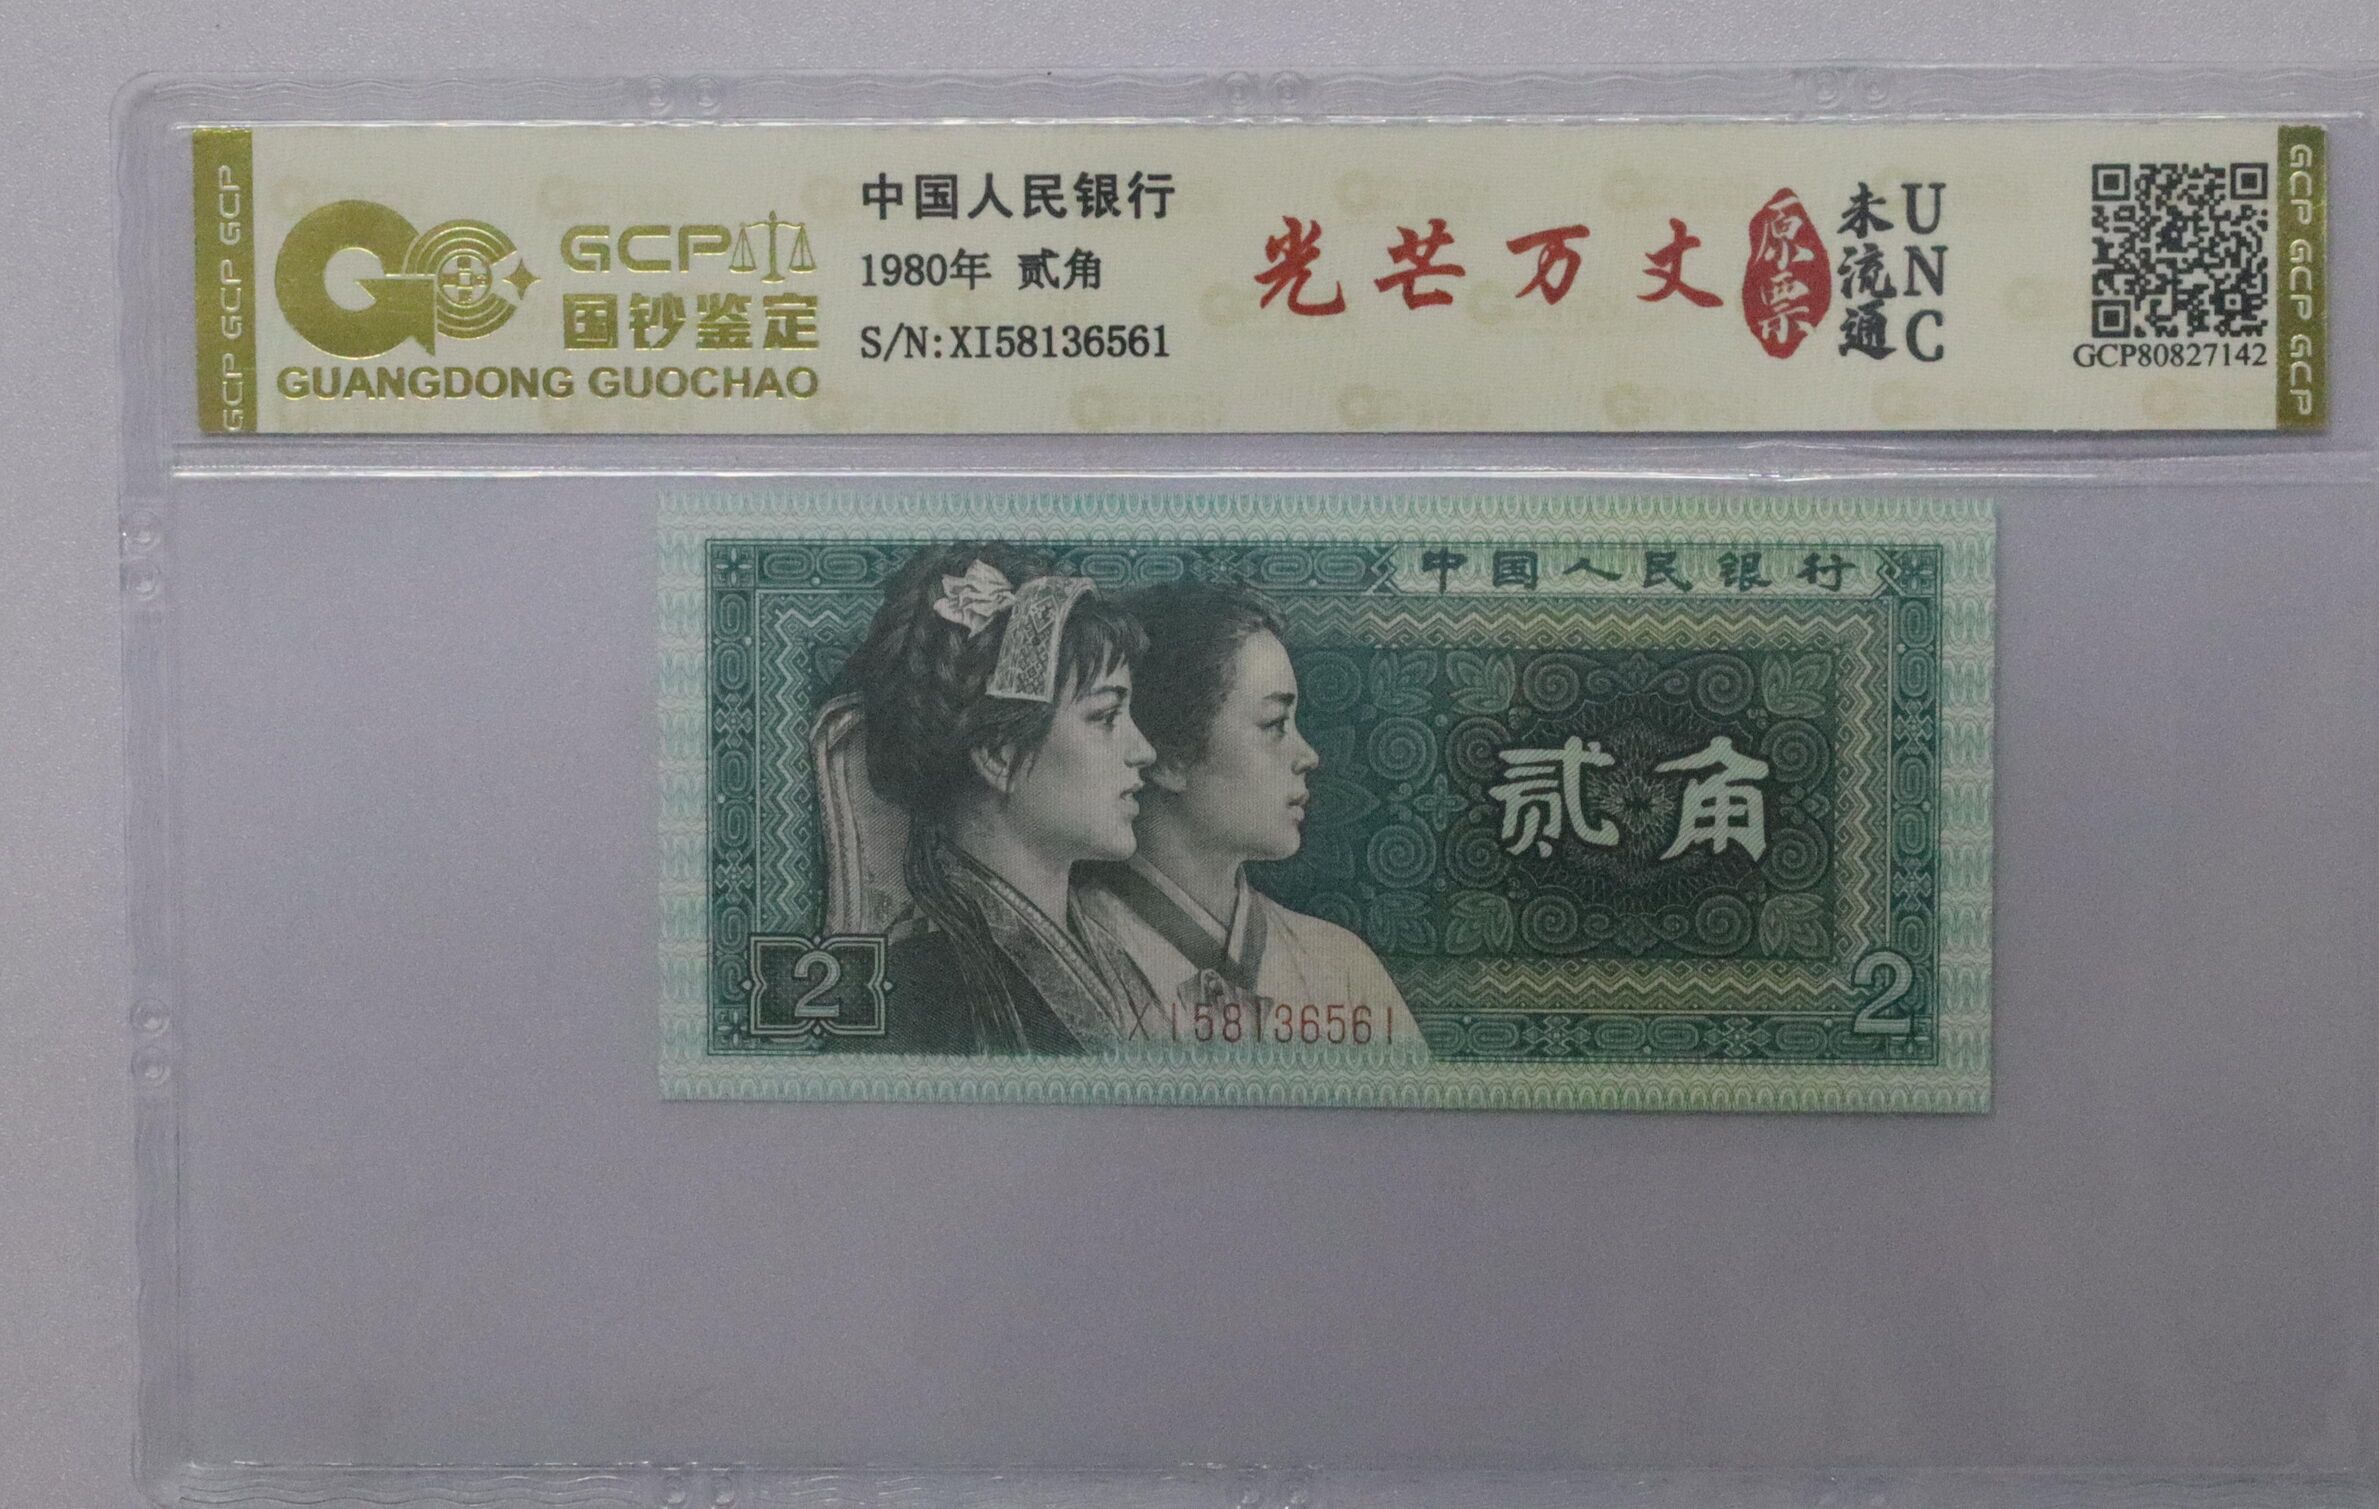 GCP GCP GCP
GCP
国钞鉴定
GUANGDONG GUOCHAO
中国人民银行
1980年 贰角
S/N:XI58136561
光芒万丈
原票
未流通
UNC
GCP80827142
GCP GCP GCP
中国人民银行
贰角
2
2
XI58136561